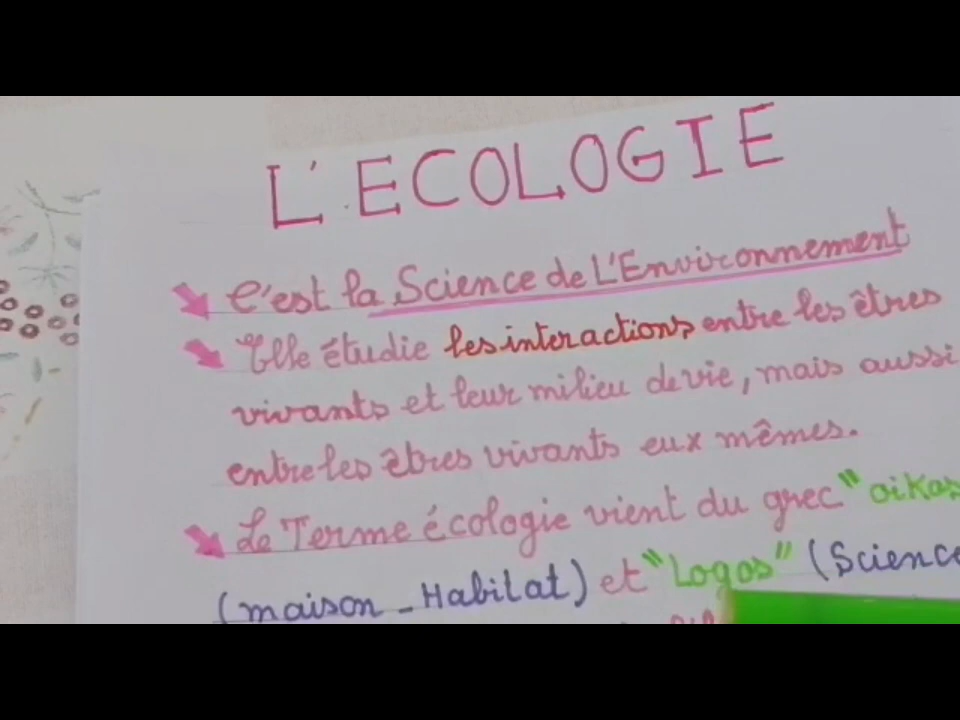 L'ECOLOGIE
C'est la Science de L'Environnement
Elle étudie les interactions entre les êtres
vivants et leur milieu de vie, mais aussi
entre les êtres vivants eux mêmes.
Le Terme écologie vient du grec "oikos
(maison - Habitat) et "Logos" (Science